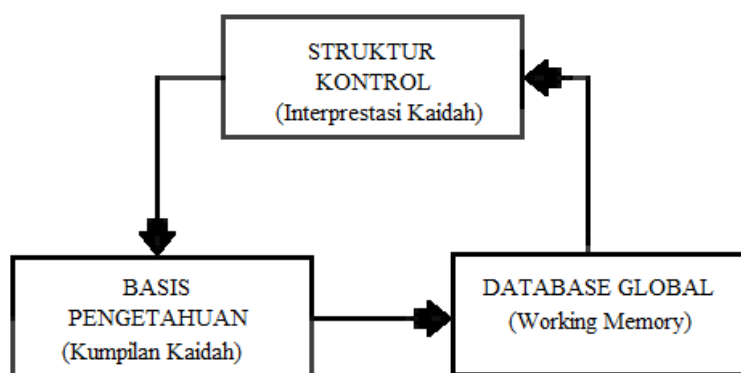 STRUKTUR
KONTROL
(Interprestasi Kaidah)
BASIS
PENGETAHUAN
(Kumpilan Kaidah)
DATABASE GLOBAL
(Working Memory)